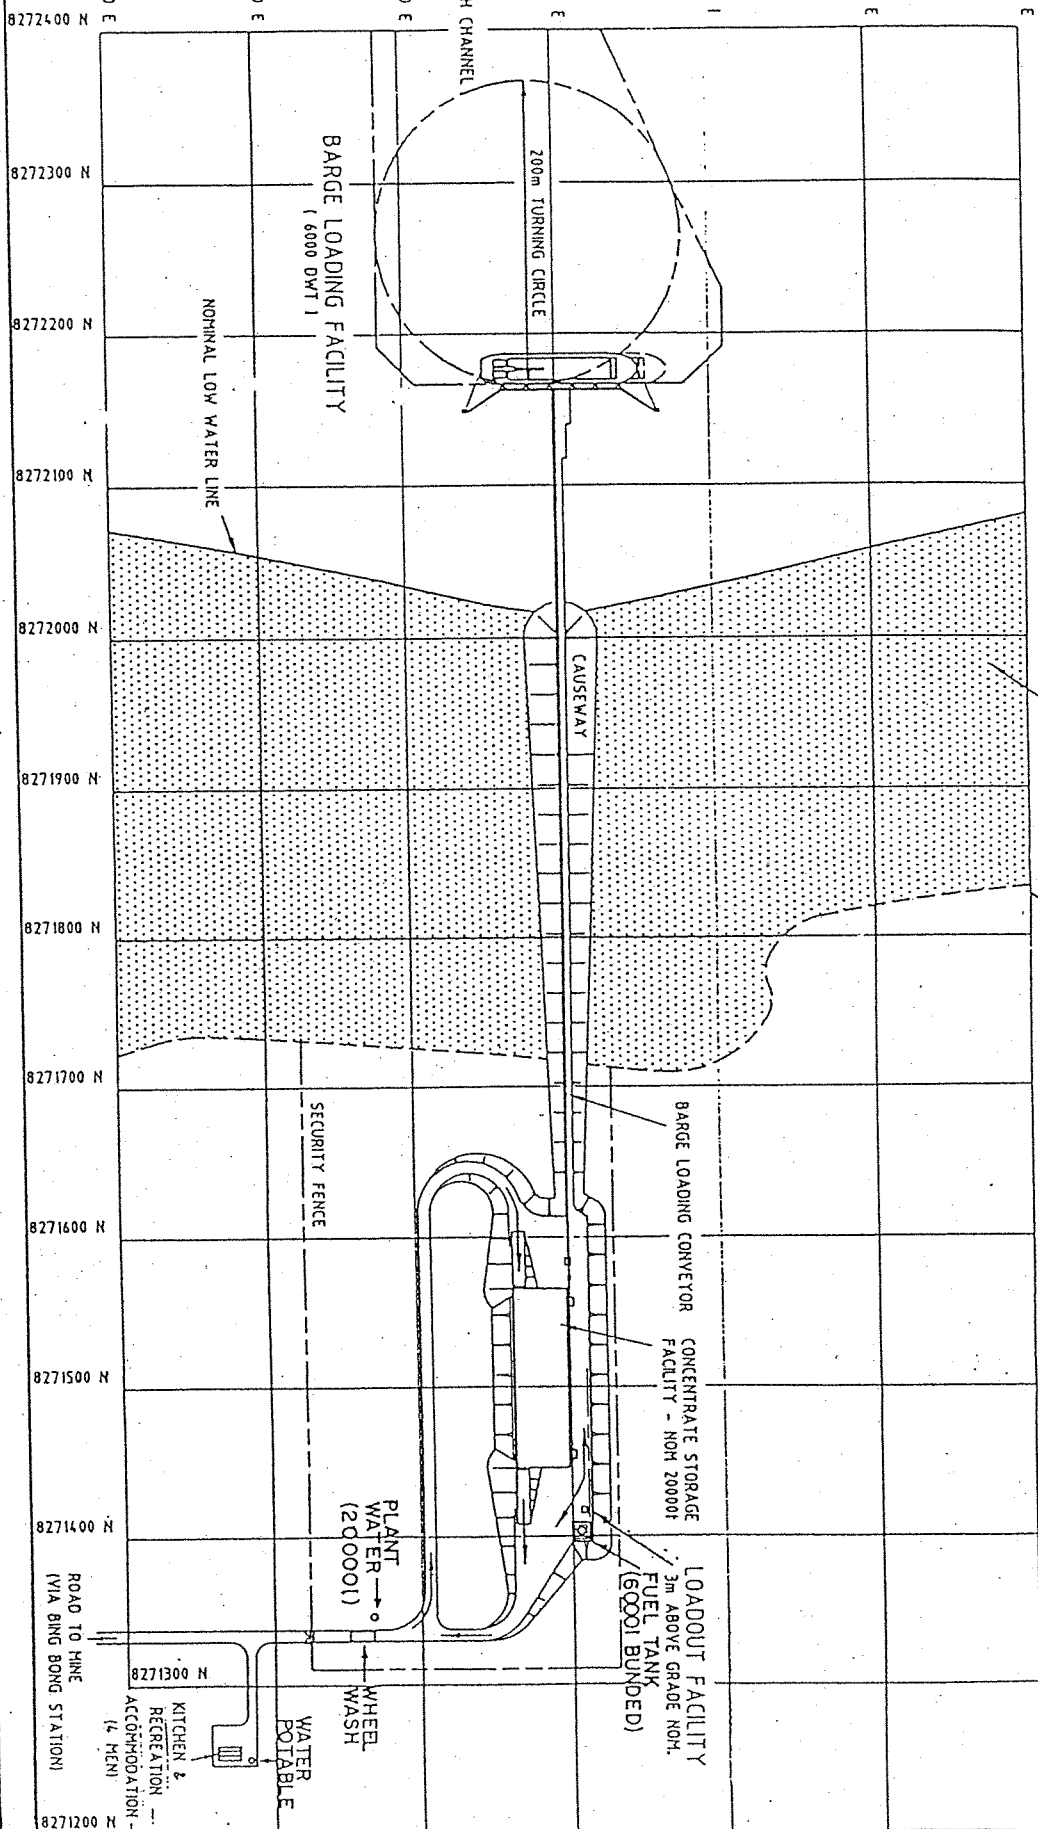 8272400 N
8272300 N
8272200 N
8272100 N
8272000 N
8271900 N
8271800 N
8271700 N
8271600 N
8271500 N
8271400 N
8271300 N
8271200 N
E
E
E
E
E
E
CHANNEL
200m TURNING CIRCLE
BARGE LOADING FACILITY
( 6000 DWT )
NOMINAL LOW WATER LINE
CAUSEWAY
SECURITY FENCE
BARGE LOADING CONVEYOR
CONCENTRATE STORAGE
FACILITY - NOM 20000t
LOADOUT FACILITY
3m ABOVE GRADE NOM.
FUEL TANK
(6000l BUNDED)
PLANT
WATER
(2000l)
WHEEL
WASH
WATER
POTABLE
KITCHEN &
RECREATION
ACCOMMODATION
(4 MEN)
ROAD TO MINE
(VIA BING BONG STATION)